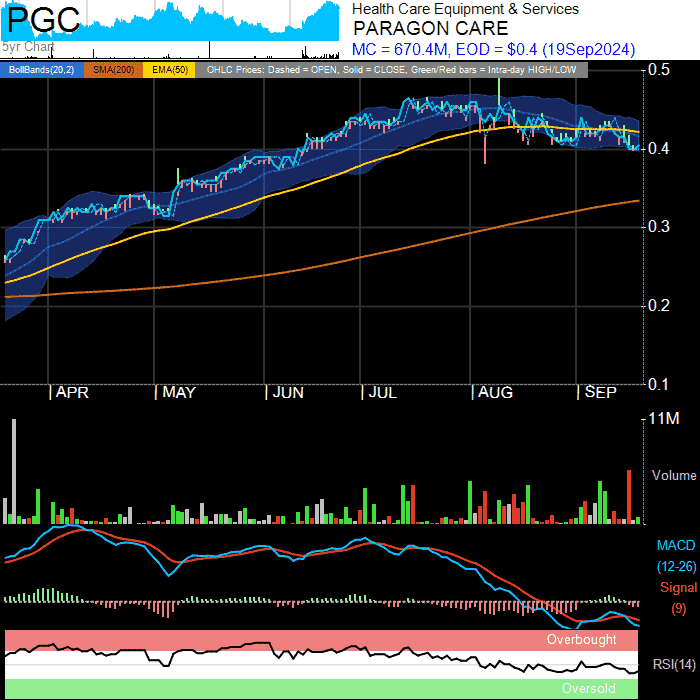 PGC
5yr Chart
Health Care Equipment & Services
PARAGON CARE
MC = 670.4M, EOD = $0.4 (19Sep2024)
BollBands(20,2) SMA(200) EMA(50) OHLC Prices: Dashed = OPEN, Solid = CLOSE, Green/Red bars = Intra-day HIGH/LOW
0.5
0.4
0.3
0.2
0.1
APR MAY JUN JUL AUG SEP
11M
Volume
MACD
(12-26)
Signal
(9)
Overbought
RSI(14)
Oversold